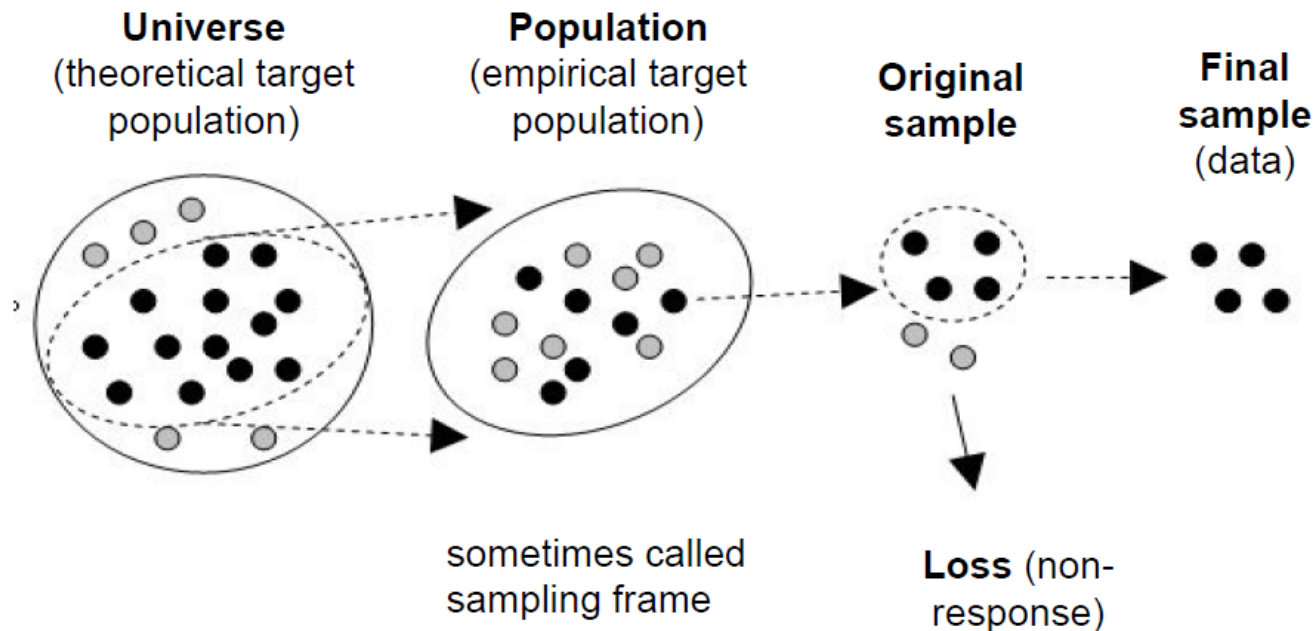 Universe
(theoretical target
population)
Population
(empirical target
population)
Original
sample
Final
sample
(data)
sometimes called
sampling frame
Loss (non-
response)